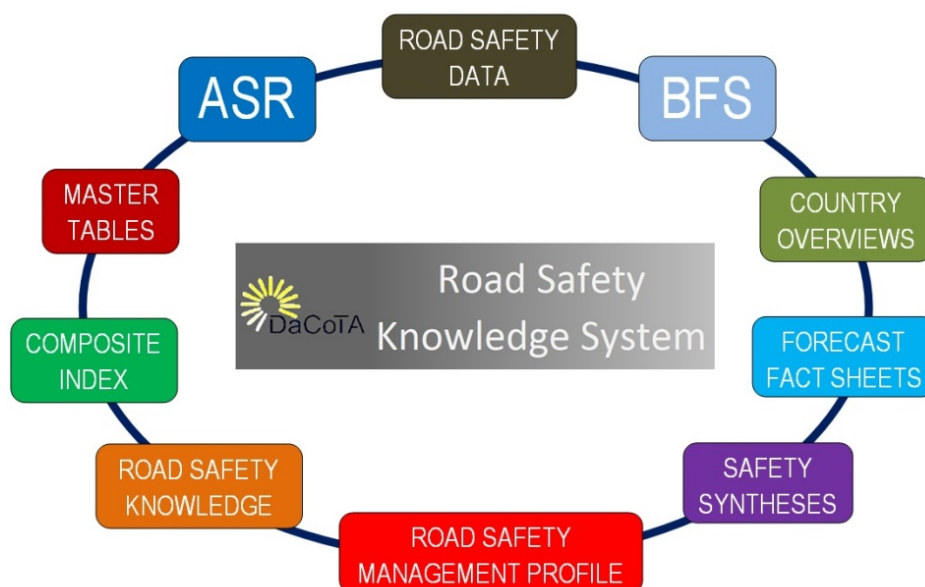 ROAD SAFETY
DATA
ASR
BFS
MASTER
TABLES
COUNTRY
OVERVIEWS
DaCoTA
Road Safety
Knowledge System
COMPOSITE
INDEX
FORECAST
FACT SHEETS
ROAD SAFETY
KNOWLEDGE
SAFETY
SYNTHESES
ROAD SAFETY
MANAGEMENT PROFILE